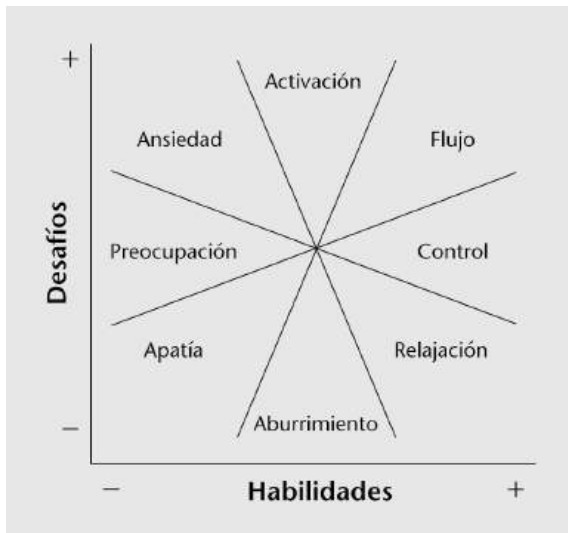 +
Activación
Ansiedad
Flujo
Desafíos
Preocupación
Control
Apatía
Relajación
Aburrimiento
–
– Habilidades +